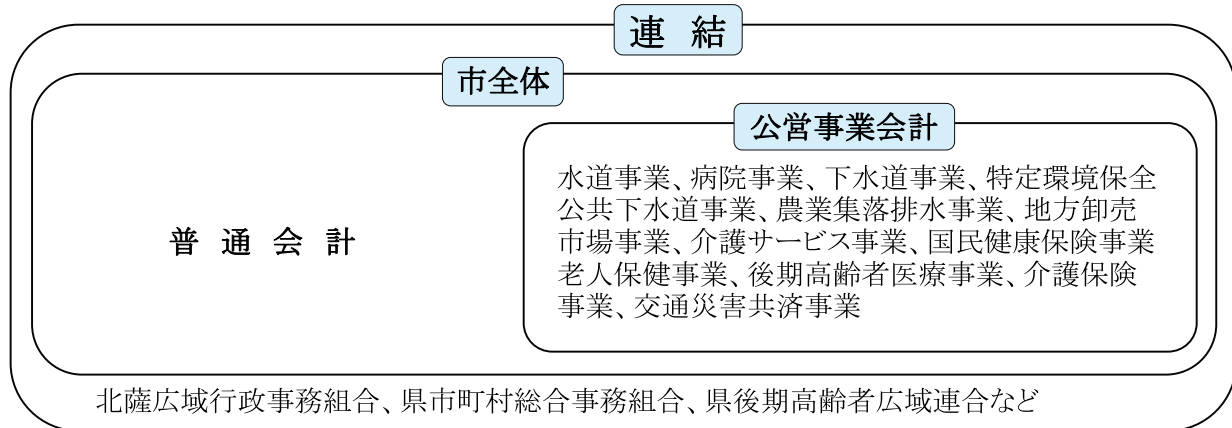 連 結
市全体
公営事業会計
水道事業、病院事業、下水道事業、特定環境保全
公共下水道事業、農業集落排水事業、地方卸売
市場事業、介護サービス事業、国民健康保険事業
老人保健事業、後期高齢者医療事業、介護保険
事業、交通災害共済事業
普 通 会 計
北薩広域行政事務組合、県市町村総合事務組合、県後期高齢者広域連合など